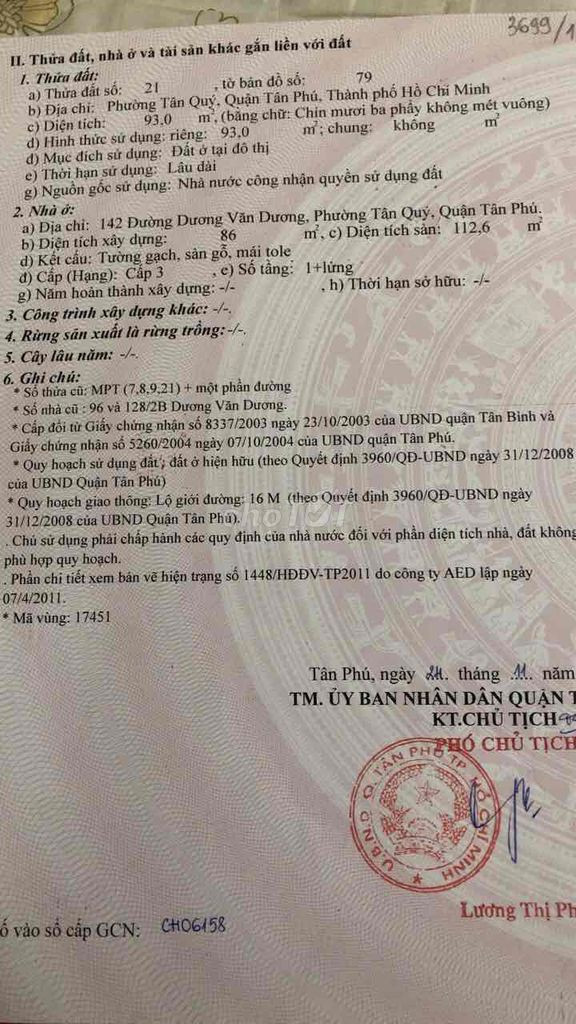 3699/1
II. Thửa đất, nhà ở và tài sản khác gắn liền với đất
1. Thửa đất:
a) Thửa đất số: 21 , tờ bản đồ số: 79
b) Địa chỉ: Phường Tân Quý, Quận Tân Phú, Thành phố Hồ Chí Minh
c) Diện tích: 93,0 m², (bằng chữ: Chín mươi ba phẩy không mét vuông)
d) Hình thức sử dụng: riêng: 93,0 m²; chung: không m²
đ) Mục đích sử dụng: Đất ở tại đô thị
e) Thời hạn sử dụng: Lâu dài
g) Nguồn gốc sử dụng: Nhà nước công nhận quyền sử dụng đất
2. Nhà ở:
a) Địa chỉ: 142 Đường Dương Văn Dương, Phường Tân Quý, Quận Tân Phú.
b) Diện tích xây dựng: 86 m², c) Diện tích sàn: 112,6 m²
d) Kết cấu: Tường gạch, sàn gỗ, mái tole
đ) Cấp (Hạng): Cấp 3 , e) Số tầng: 1+lửng
g) Năm hoàn thành xây dựng: -/- , h) Thời hạn sở hữu: -/-
3. Công trình xây dựng khác: -/-.
4. Rừng sản xuất là rừng trồng: -/-.
5. Cây lâu năm: -/-.
6. Ghi chú:
* Số thửa cũ: MPT (7,8,9,21) + một phần đường
* Số nhà cũ : 96 và 128/2B Dương Văn Dương.
* Cấp đổi từ Giấy chứng nhận số 8337/2003 ngày 23/10/2003 của UBND quận Tân Bình và
Giấy chứng nhận số 5260/2004 ngày 07/10/2004 của UBND quận Tân Phú.
* Quy hoạch sử dụng đất ; đất ở hiện hữu (theo Quyết định 3960/QĐ-UBND ngày 31/12/2008
của UBND Quận Tân Phú)
* Quy hoạch giao thông: Lộ giới đường: 16 M (theo Quyết định 3960/QĐ-UBND ngày
31/12/2008 của UBND Quận Tân Phú).
. Chủ sử dụng phải chấp hành các quy định của nhà nước đối với phần diện tích nhà, đất không
phù hợp quy hoạch.
. Phần chi tiết xem bản vẽ hiện trạng số 1448/HĐĐV-TP2011 do công ty AED lập ngày
07/4/2011.
* Mã vùng: 17451
Tân Phú, ngày 24. tháng .11. năm
TM. ỦY BAN NHÂN DÂN QUẬN T
KT.CHỦ TỊCH
PHÓ CHỦ TỊCH
U.B.N.D Q.TÂN PHÚ TP HỒ CHÍ MINH
Lương Thị Ph
ố vào sổ cấp GCN: CH06158